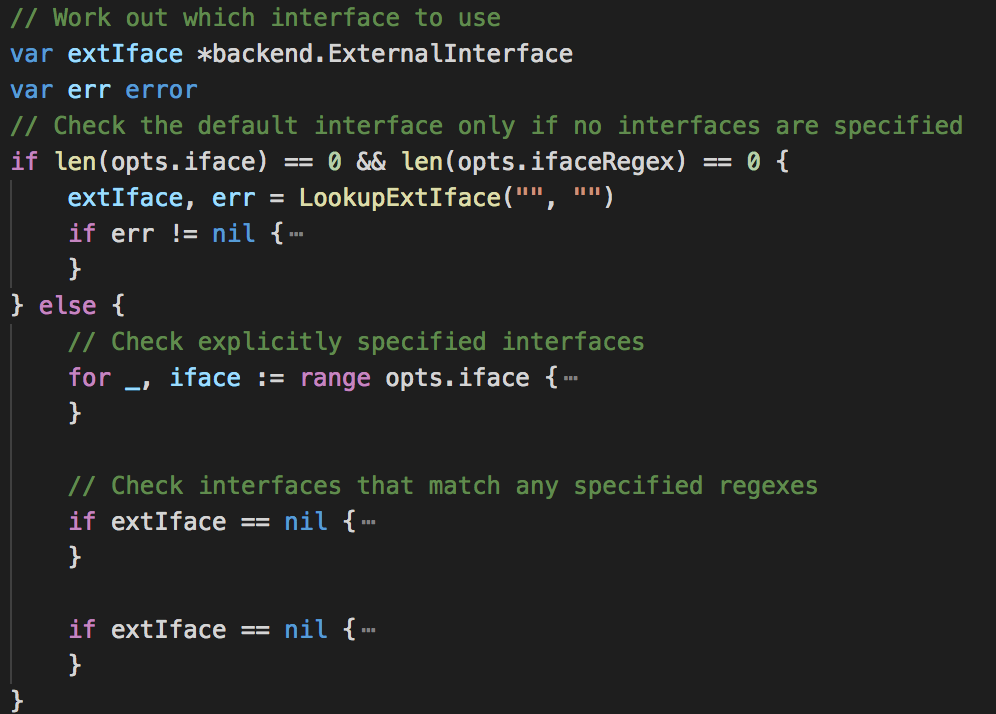 // Work out which interface to use
var extIface *backend.ExternalInterface
var err error
// Check the default interface only if no interfaces are specified
if len(opts.iface) == 0 && len(opts.ifaceRegex) == 0 {
    extIface, err = LookupExtIface("", "")
    if err != nil {⋯
    }
} else {
    // Check explicitly specified interfaces
    for _, iface := range opts.iface {⋯
    }

    // Check interfaces that match any specified regexes
    if extIface == nil {⋯
    }

    if extIface == nil {⋯
    }
}